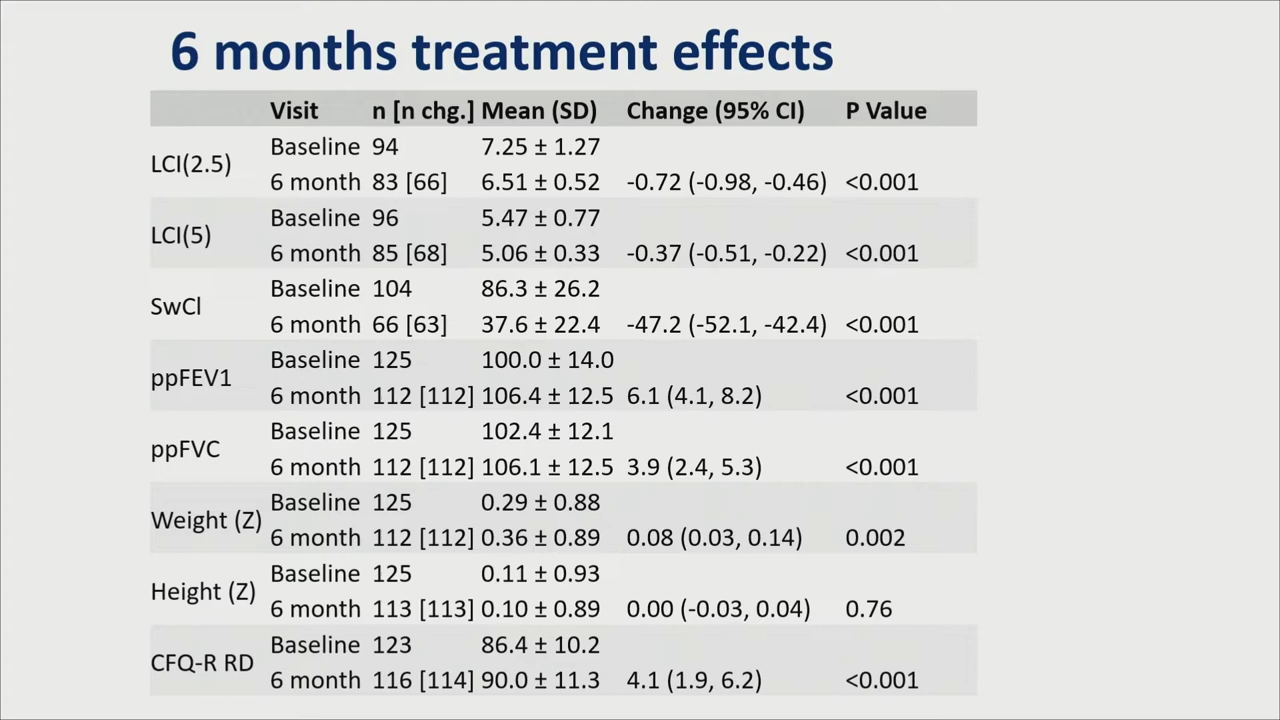 6 months treatment effects
Visit n [n chg.] Mean (SD) Change (95% CI) P Value
LCI(2.5)
Baseline 94 7.25 ± 1.27
6 month 83 [66] 6.51 ± 0.52 -0.72 (-0.98, -0.46) <0.001
LCI(5)
Baseline 96 5.47 ± 0.77
6 month 85 [68] 5.06 ± 0.33 -0.37 (-0.51, -0.22) <0.001
SwCl
Baseline 104 86.3 ± 26.2
6 month 66 [63] 37.6 ± 22.4 -47.2 (-52.1, -42.4) <0.001
ppFEV1
Baseline 125 100.0 ± 14.0
6 month 112 [112] 106.4 ± 12.5 6.1 (4.1, 8.2) <0.001
ppFVC
Baseline 125 102.4 ± 12.1
6 month 112 [112] 106.1 ± 12.5 3.9 (2.4, 5.3) <0.001
Weight (Z)
Baseline 125 0.29 ± 0.88
6 month 112 [112] 0.36 ± 0.89 0.08 (0.03, 0.14) 0.002
Height (Z)
Baseline 125 0.11 ± 0.93
6 month 113 [113] 0.10 ± 0.89 0.00 (-0.03, 0.04) 0.76
CFQ-R RD
Baseline 123 86.4 ± 10.2
6 month 116 [114] 90.0 ± 11.3 4.1 (1.9, 6.2) <0.001